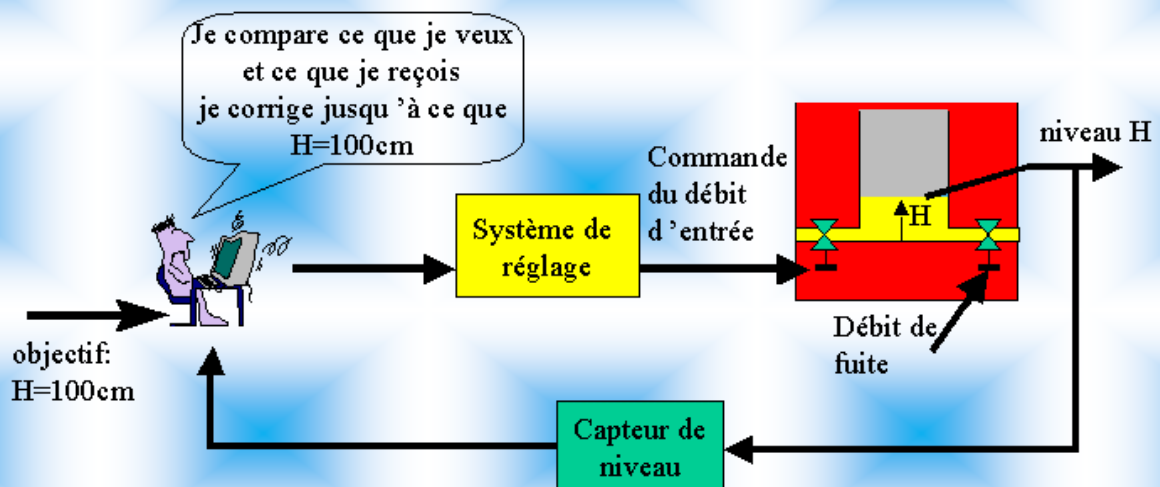 Je compare ce que je veux
et ce que je reçois
je corrige jusqu ’à ce que
H=100cm
niveau H
Commande
du débit
d ’entrée
H
Système de
réglage
Débit de
fuite
objectif:
H=100cm
Capteur de
niveau